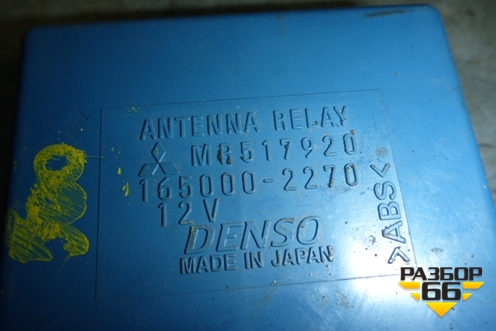 ANTENNA RELAY
MR517920
165000-2270
12V
DENSO
MADE IN JAPAN
>ABS<
РАЗБОР
66